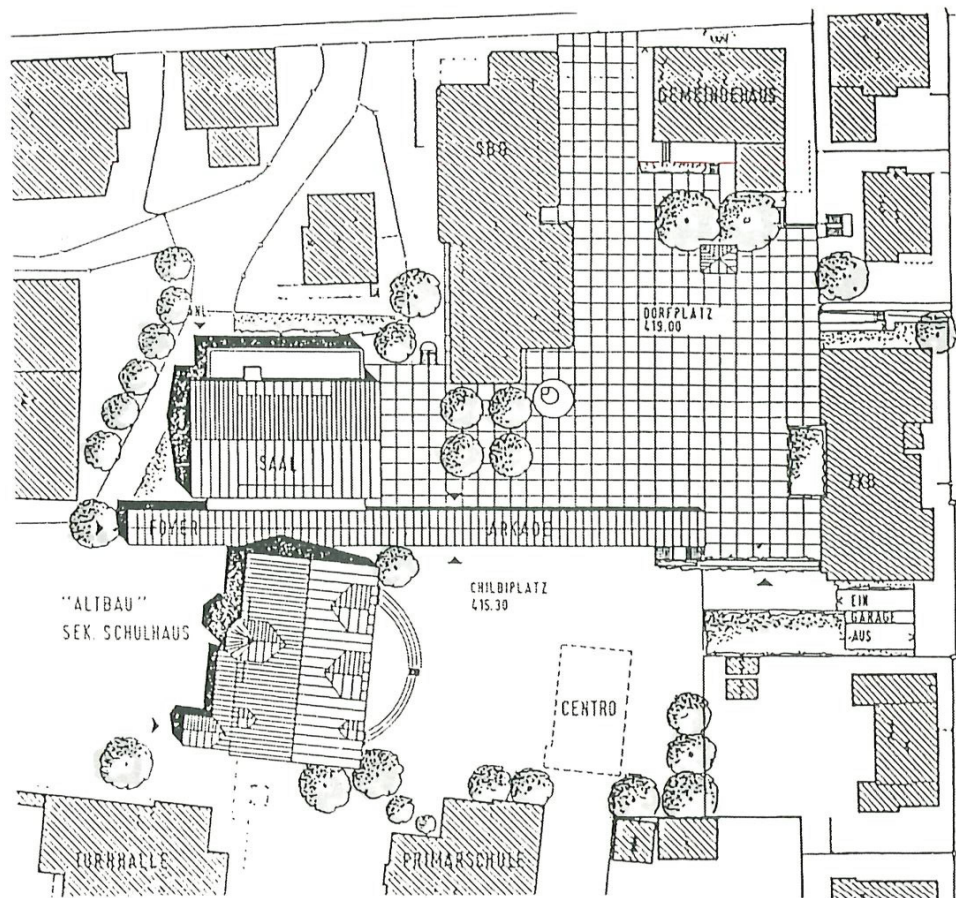 GEMEINDEHAUS
SBG
DORFPLATZ
419.00
ANL.
SAAL
ZKB
FOYER
ARKADE
"ALTBAU"
SEK. SCHULHAUS
CHILBIPLATZ
415.30
EIN
GARAGE
AUS
CENTRO
TURNHALLE
PRIMARSCHULE